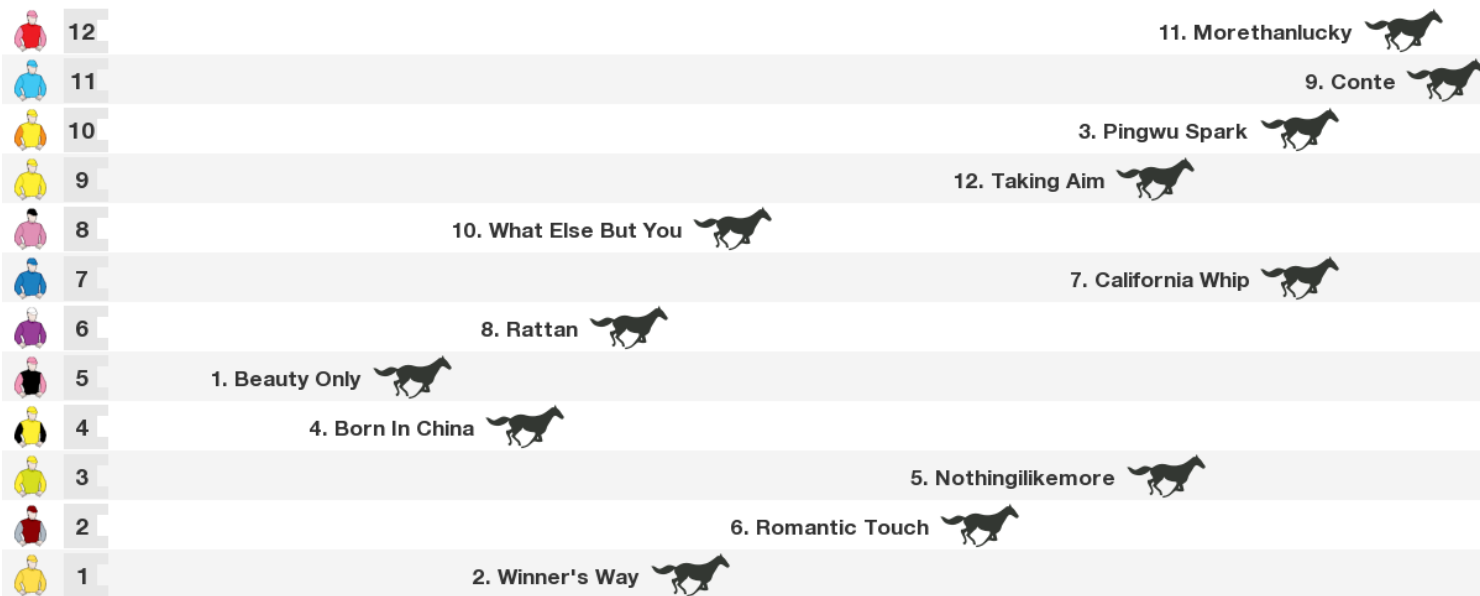 12 11. Morethanlucky
11 9. Conte
10 3. Pingwu Spark
9 12. Taking Aim
8 10. What Else But You
7 7. California Whip
6 8. Rattan
5 1. Beauty Only
4 4. Born In China
3 5. Nothingilikemore
2 6. Romantic Touch
1 2. Winner's Way